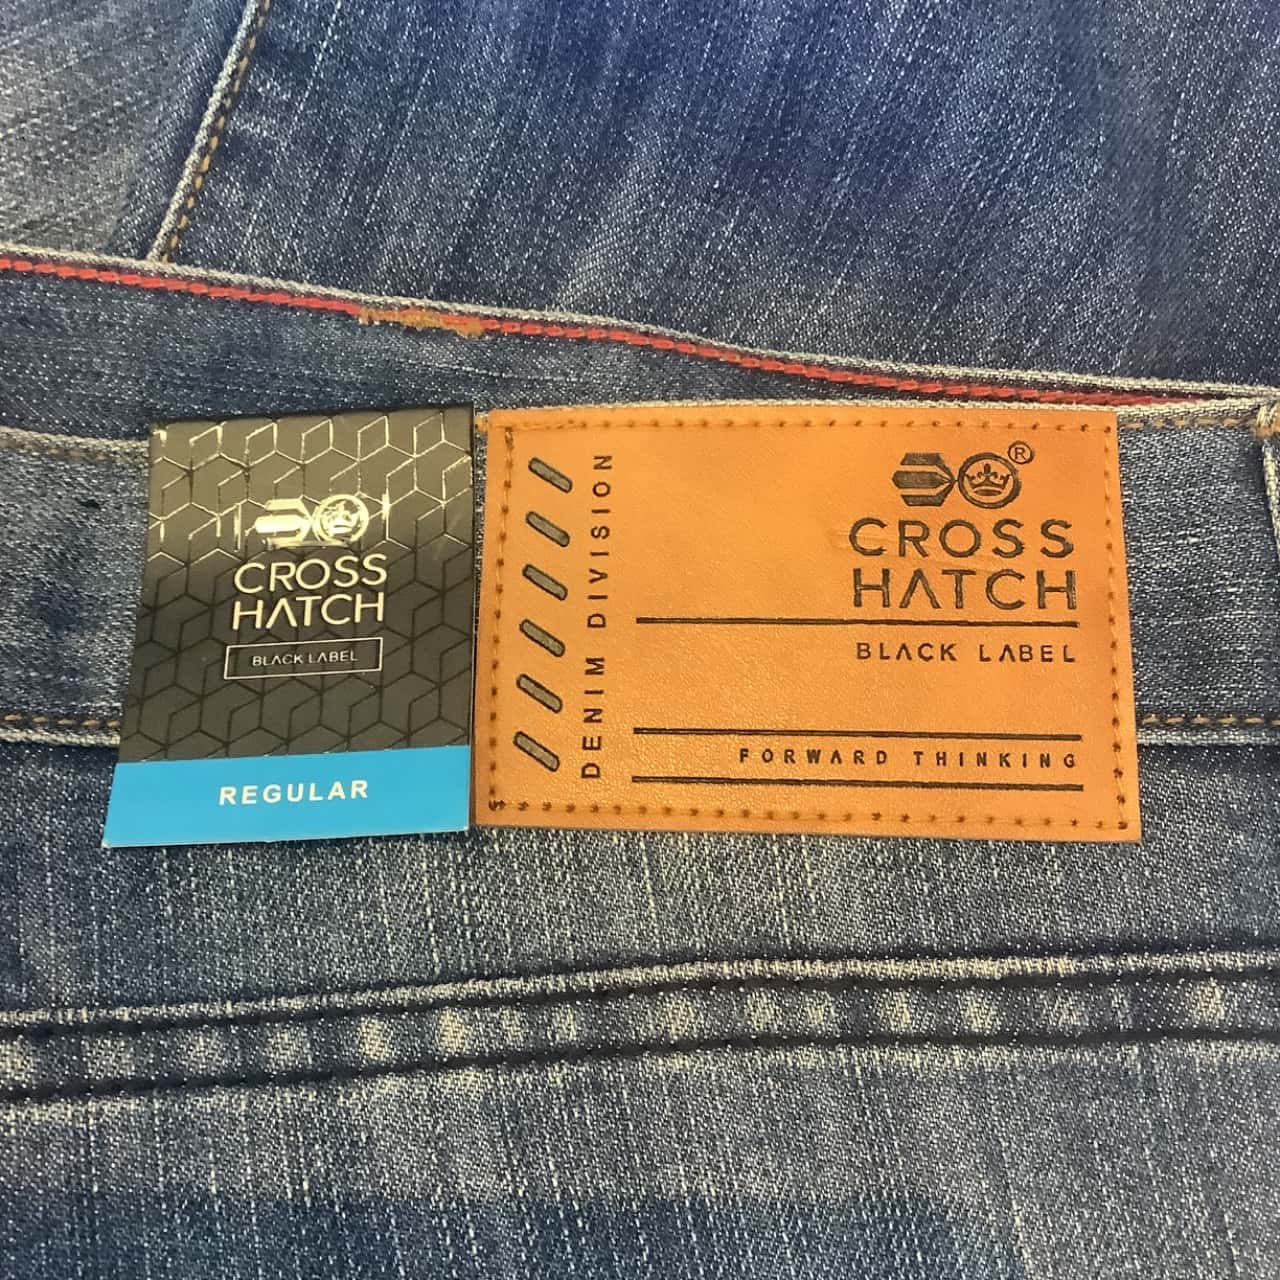 CROSS
HATCH
BLACK LABEL
REGULAR
DENIM DIVISION
®
CROSS
HATCH
BLACK LABEL
FORWARD THINKING